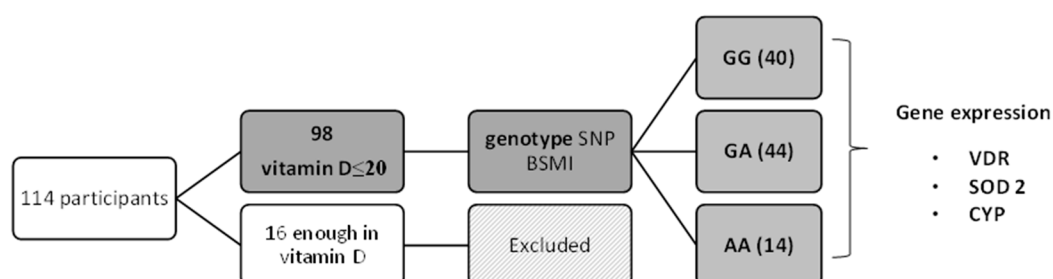 114 participants
98
vitamin D≤20
16 enough in
vitamin D
genotype SNP
BSMI
Excluded
GG (40)
GA (44)
AA (14)
Gene expression
• VDR
• SOD 2
• CYP